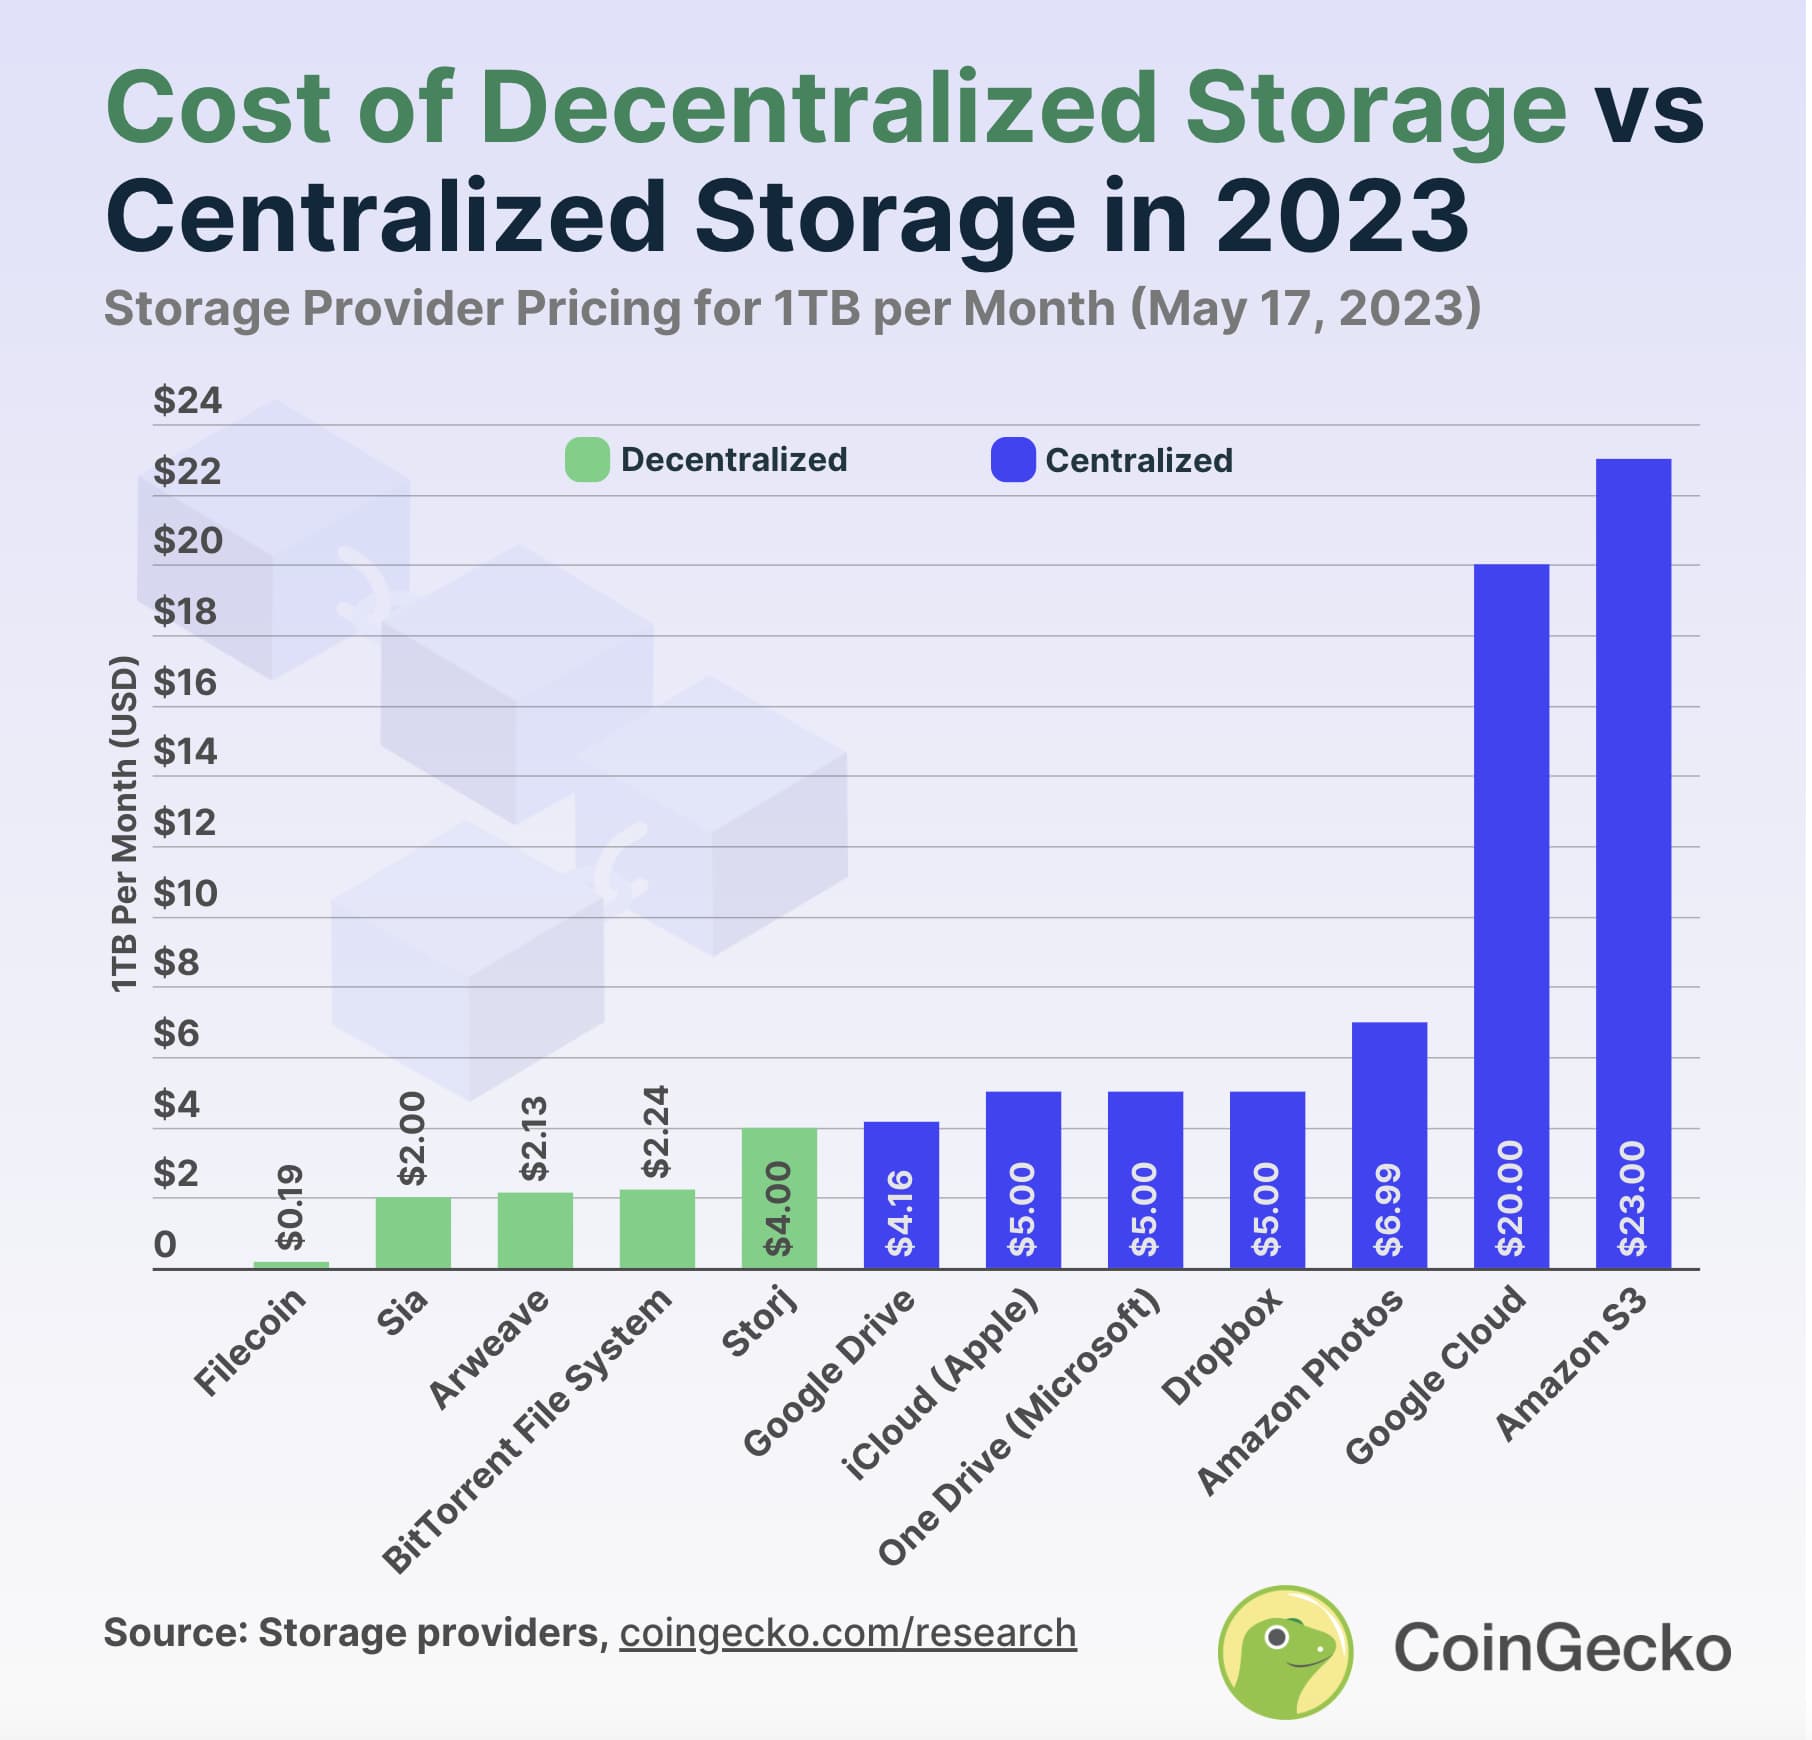 Cost of Decentralized Storage vs
Centralized Storage in 2023
Storage Provider Pricing for 1TB per Month (May 17, 2023)
Decentralized
Centralized
1TB Per Month (USD)
$24
$22
$20
$18
$16
$14
$12
$10
$8
$6
$4
$2
0
$0.19
$2.00
$2.13
$2.24
$4.00
$4.16
$5.00
$5.00
$5.00
$6.99
$20.00
$23.00
Filecoin
Sia
Arweave
BitTorrent File System
Storj
Google Drive
iCloud (Apple)
One Drive (Microsoft)
Dropbox
Amazon Photos
Google Cloud
Amazon S3
Source: Storage providers, coingecko.com/research
CoinGecko